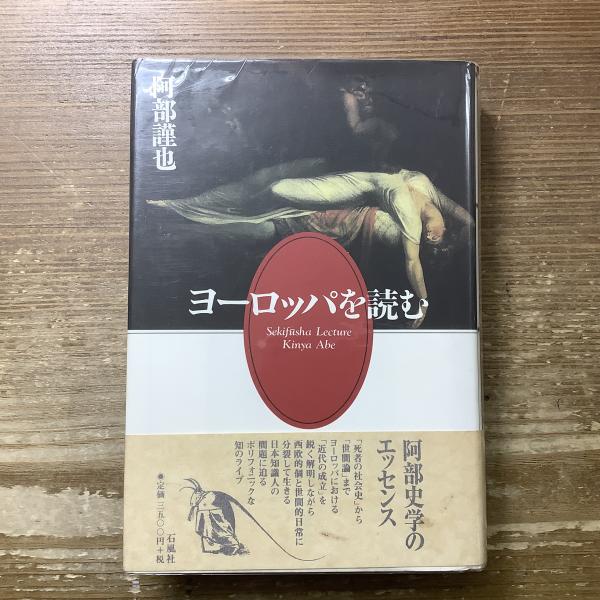 阿部謹也
ヨーロッパを読む
Sekifūsha Lecture
Kinya Abe
阿部史学の
エッセンス
「死者の社会史」から
「世間論」まで
ヨーロッパにおける
「近代の成立」を
鋭く解明しながら
西欧的個と世間的日常に
分裂して生きる
日本知識人の
問題に迫る
ポリフォニックな
知のライブ
石風社
●定価 三五〇〇円+税